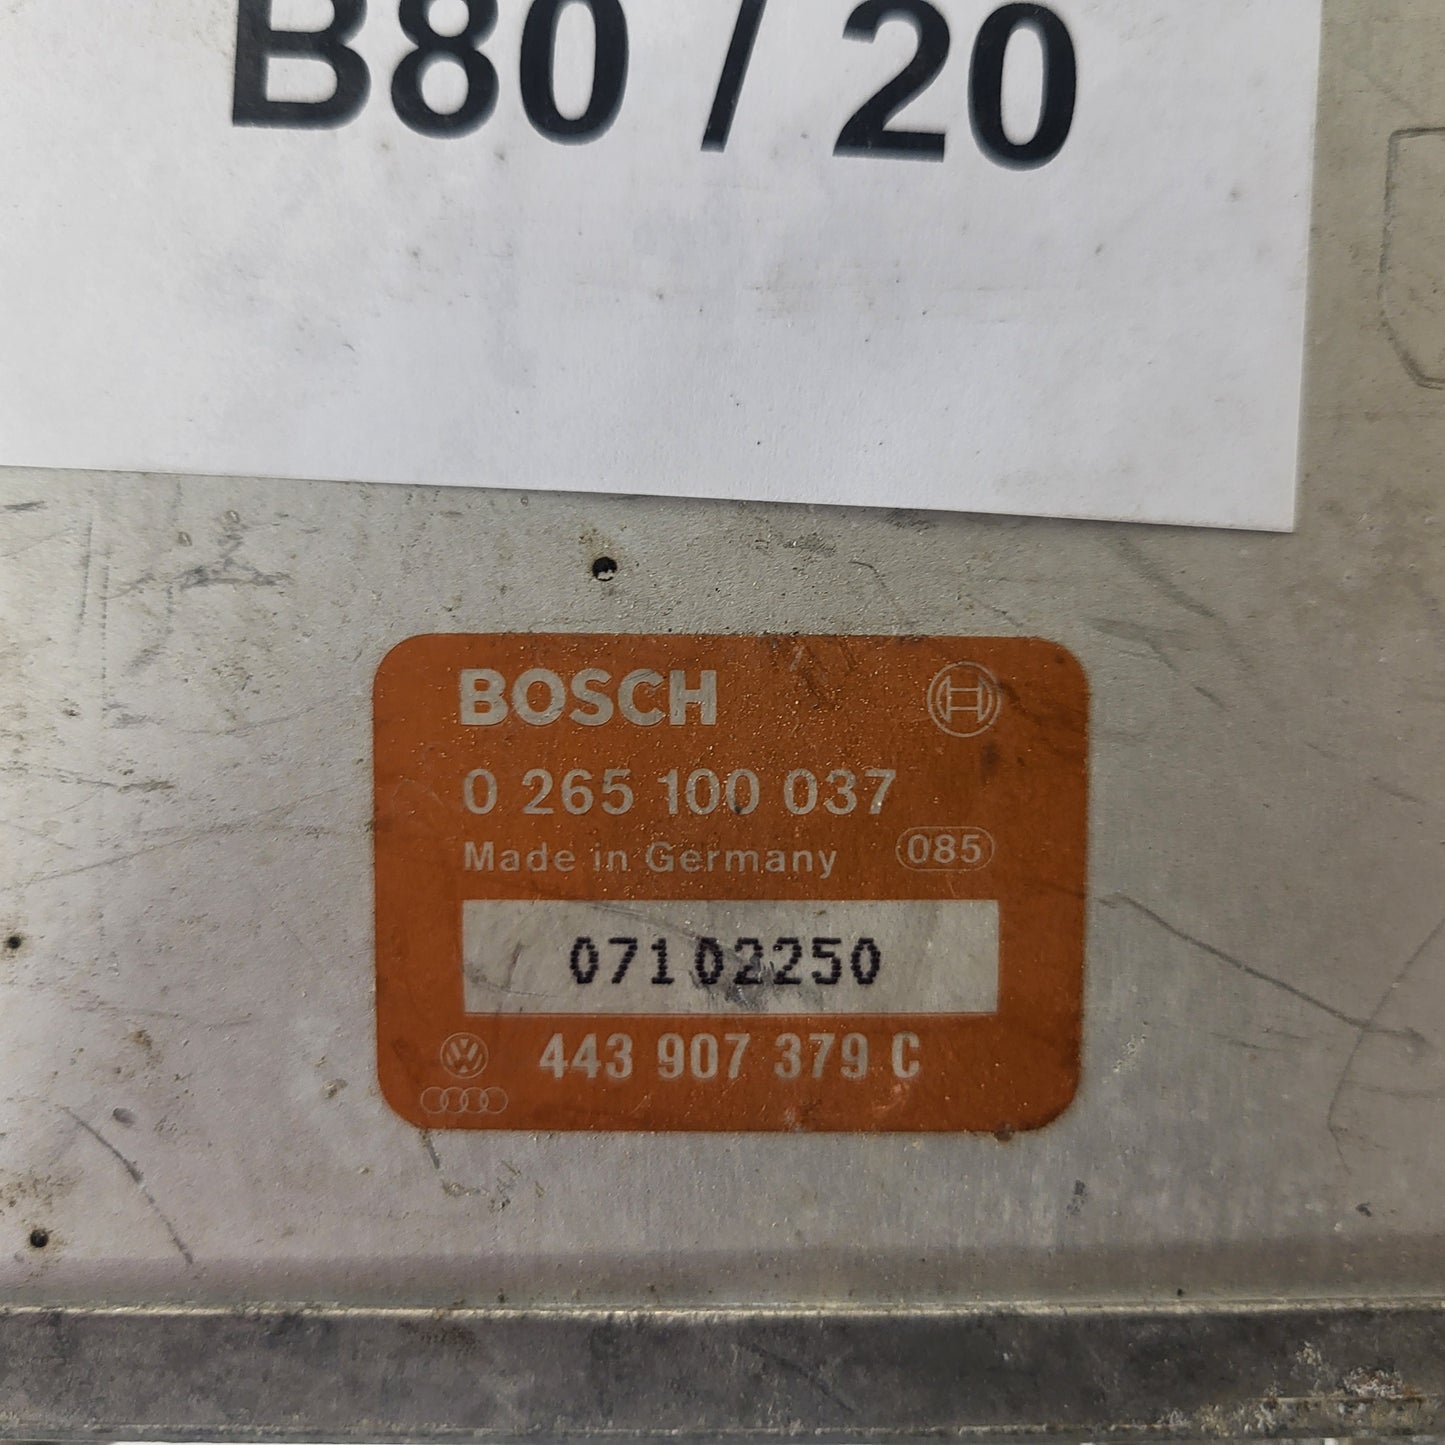 B80 / 20
BOSCH
0 265 100 037
Made in Germany 085
07102250
443 907 379 C